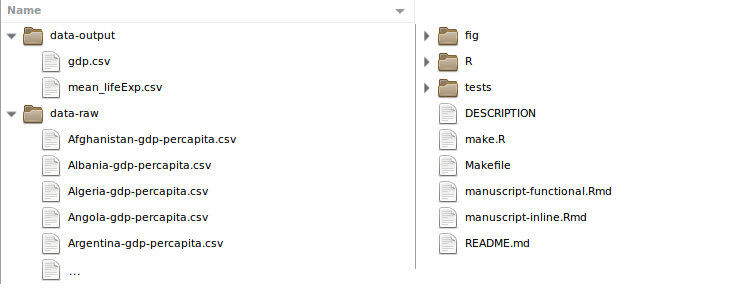 Name
data-output
gdp.csv
mean_lifeExp.csv
data-raw
Afghanistan-gdp-percapita.csv
Albania-gdp-percapita.csv
Algeria-gdp-percapita.csv
Angola-gdp-percapita.csv
Argentina-gdp-percapita.csv
...
fig
R
tests
DESCRIPTION
make.R
Makefile
manuscript-functional.Rmd
manuscript-inline.Rmd
README.md